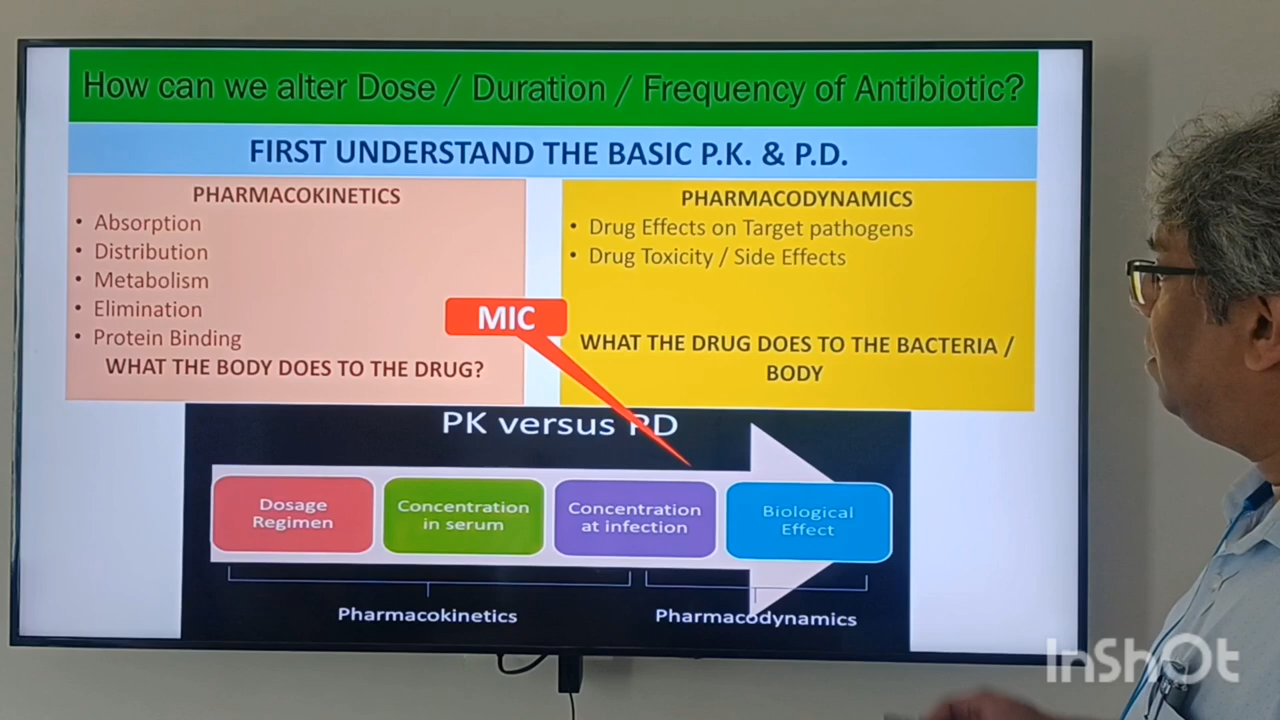 How can we alter Dose / Duration / Frequency of Antibiotic?
FIRST UNDERSTAND THE BASIC P.K. & P.D.
PHARMACOKINETICS
• Absorption
• Distribution
• Metabolism
• Elimination
• Protein Binding
WHAT THE BODY DOES TO THE DRUG?
PHARMACODYNAMICS
• Drug Effects on Target pathogens
• Drug Toxicity / Side Effects
WHAT THE DRUG DOES TO THE BACTERIA /
BODY
MIC
PK versus PD
Dosage
Regimen
Concentration
in serum
Concentration
at infection
Biological
Effect
Pharmacokinetics
Pharmacodynamics
InShOt